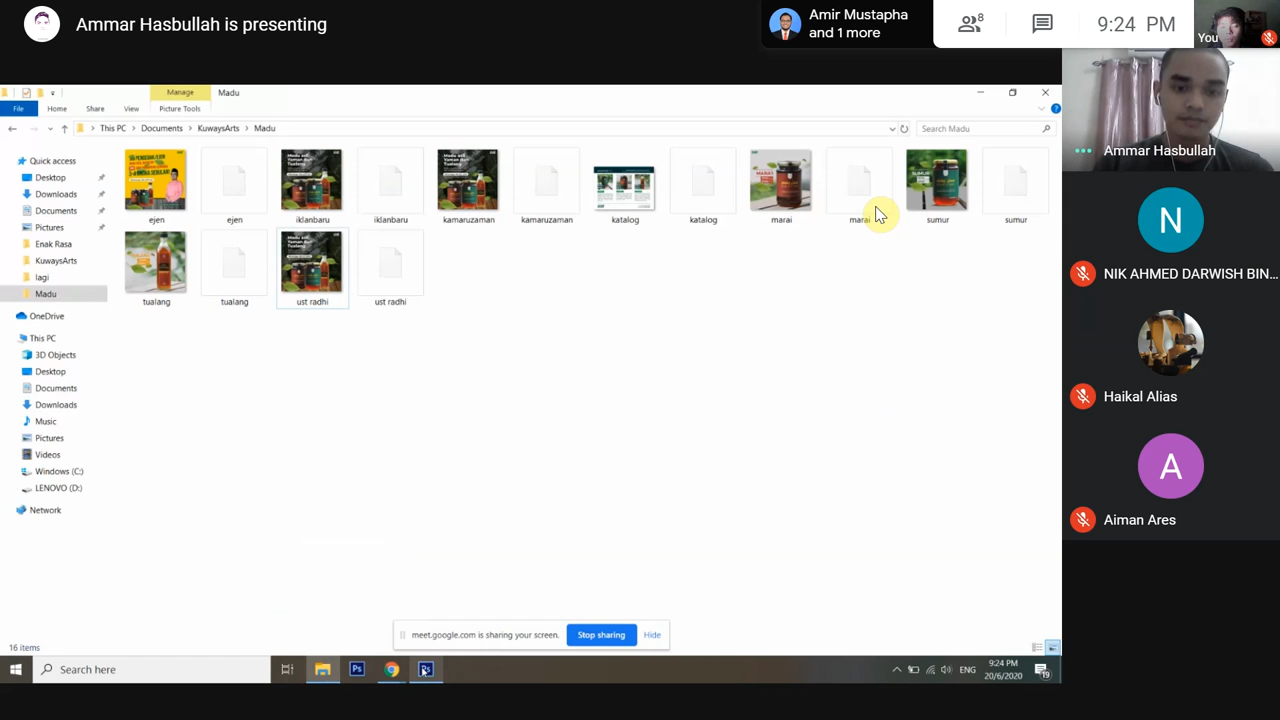 Ammar Hasbullah is presenting
Amir Mustapha
and 1 more
8
9:24 PM
You
Manage
Madu
File
Home
Share
View
Picture Tools
This PC
Documents
KuwaysArts
Madu
Search Madu
Quick access
Desktop
Downloads
Documents
Pictures
Enak Rasa
KuwaysArts
lagi
Madu
OneDrive
This PC
3D Objects
Desktop
Documents
Downloads
Music
Pictures
Videos
Windows (C:)
LENOVO (D:)
Network
ejen
ejen
iklanbaru
iklanbaru
kamaruzaman
kamaruzaman
katalog
katalog
marai
marai
sumur
sumur
tualang
tualang
ust radhi
ust radhi
Ammar Hasbullah
N
NIK AHMED DARWISH BIN...
Haikal Alias
A
Aiman Ares
meet.google.com is sharing your screen.
Stop sharing
Hide
16 items
Search here
Ps
Ps
ENG
9:24 PM
20/6/2020
19